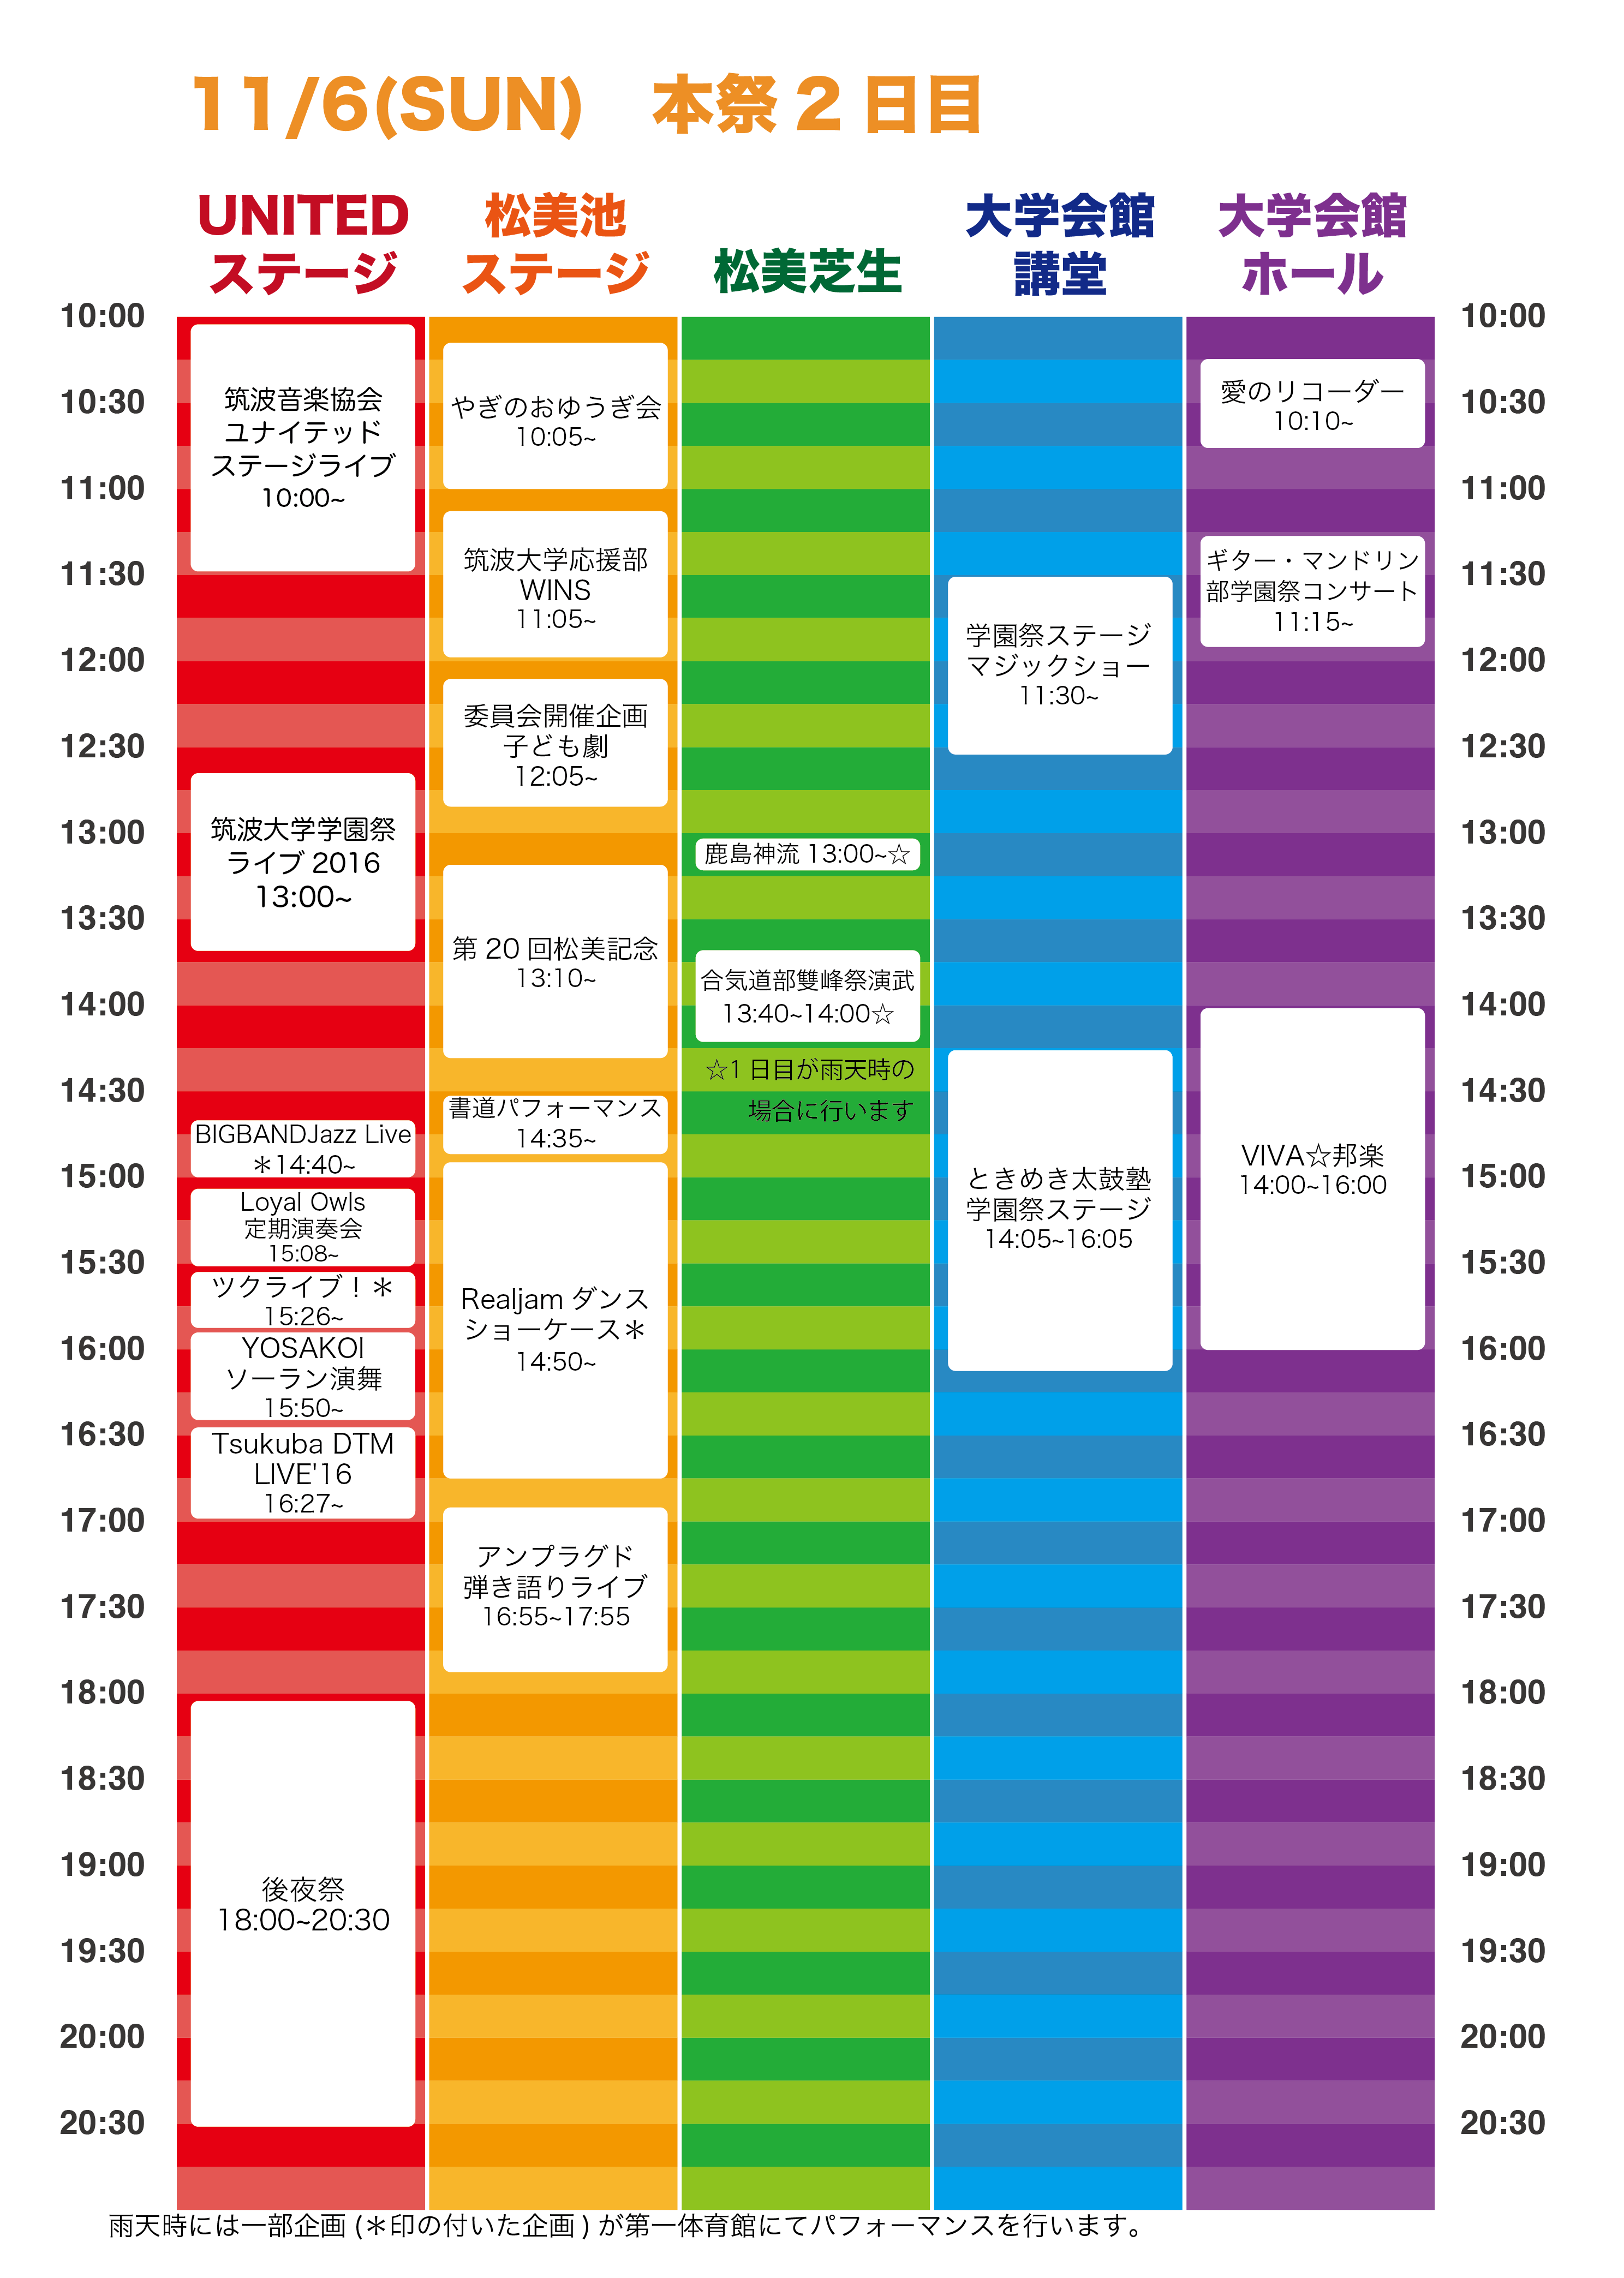 11/6(SUN) 本祭2日目
UNITED
ステージ
松美池
ステージ
松美芝生
大学会館
講堂
大学会館
ホール
10:00
10:30
11:00
11:30
12:00
12:30
13:00
13:30
14:00
14:30
15:00
15:30
16:00
16:30
17:00
17:30
18:00
18:30
19:00
19:30
20:00
20:30
筑波音楽協会
ユナイテッド
ステージライブ
10:00~
筑波大学学園祭
ライブ 2016
13:00~
BIGBANDJazz Live
＊14:40~
Loyal Owls
定期演奏会
15:08~
ツクライブ！＊
15:26~
YOSAKOI
ソーラン演舞
15:50~
Tsukuba DTM
LIVE'16
16:27~
後夜祭
18:00~20:30
やぎのおゆうぎ会
10:05~
筑波大学応援部
WINS
11:05~
委員会開催企画
子ども劇
12:05~
第20回松美記念
13:10~
書道パフォーマンス
14:35~
Realjam ダンス
ショーケース＊
14:50~
アンプラグド
弾き語りライブ
16:55~17:55
鹿島神流 13:00~☆
合気道部雙峰祭演武
13:40~14:00☆
☆1日目が雨天時の
場合に行います
学園祭ステージ
マジックショー
11:30~
ときめき太鼓塾
学園祭ステージ
14:05~16:05
愛のリコーダー
10:10~
ギター・マンドリン
部学園祭コンサート
11:15~
VIVA☆邦楽
14:00~16:00
10:00
10:30
11:00
11:30
12:00
12:30
13:00
13:30
14:00
14:30
15:00
15:30
16:00
16:30
17:00
17:30
18:00
18:30
19:00
19:30
20:00
20:30
雨天時には一部企画(＊印の付いた企画)が第一体育館にてパフォーマンスを行います。